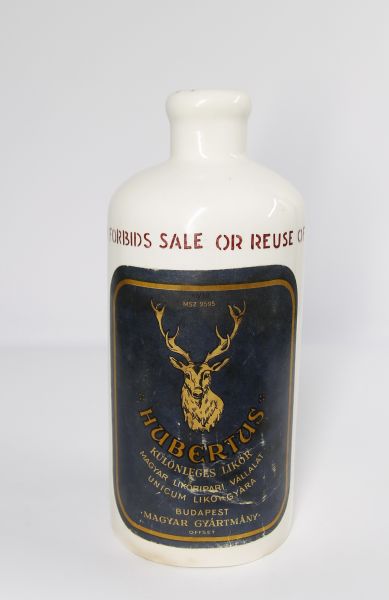 FORBIDS SALE OR REUSE OF
MSZ 9595
HUBERTUS
KÜLÖNLEGES LIKŐR
MAGYAR LIKŐRIPARI VÁLLALAT
UNICUM LIKŐRGYÁRA
BUDAPEST
·MAGYAR GYÁRTMÁNY·
OFFSET